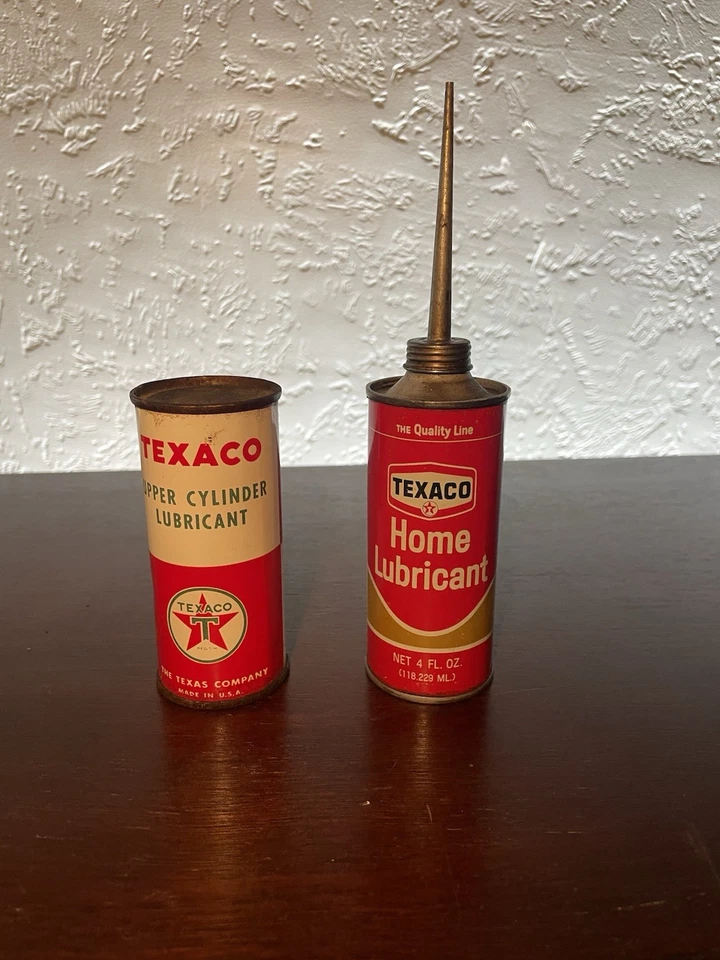 TEXACO
UPPER CYLINDER
LUBRICANT
TEXACO
T
THE TEXAS COMPANY
MADE IN U.S.A.
THE Quality Line
TEXACO
T
Home
Lubricant
NET 4 FL. OZ.
(118.229 ML.)